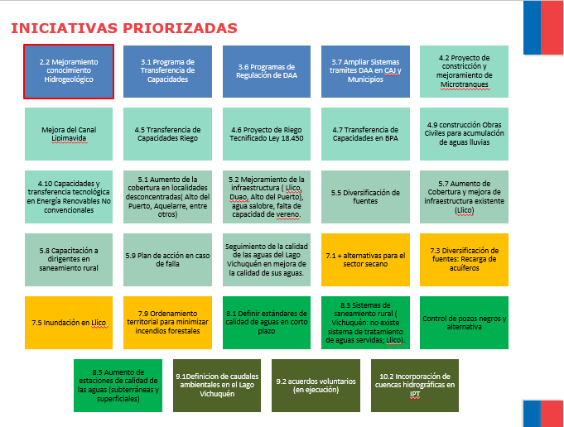 INICIATIVAS PRIORIZADAS
2.2 Mejoramiento
conocimiento
Hidrogeológico
3.1 Programa de
Transferencia de
Capacidades
3.6 Programas de
Regulación de DAA
3.7 Ampliar Sistemas
tramites DAA en CAJ y
Municipios
4.2 Proyecto de
constricción y
mejoramiento de
Microtranques
Mejora del Canal
Lipimavida
4.5 Transferencia de
Capacidades Riego
4.6 Proyecto de Riego
Tecnificado Ley 18.450
4.7 Transferencia de
Capacidades en BPA
4.9 construcción Obras
Civiles para acumulación
de aguas lluvias
4.10 Capacidades y
transferencia tecnológica
en Energía Renovables No
convencionales
5.1 Aumento de la
cobertura en localidades
desconcentradas( Alto del
Puerto, Aquelarre, entre
otros)
5.2 Mejoramiento de la
infraestructura ( Llico,
Duao, Alto del Puerto),
agua salobre, falta de
capacidad de vereno.
5.5 Diversificación de
fuentes
5.7 Aumento de
Cobertura y mejora de
infraestructura existente
(Llico)
5.8 Capacitación a
dirigentes en
saneamiento rural
5.9 Plan de acción en caso
de falla
Seguimiento de la calidad
de las aguas del Lago
Vichuquén en mejora de
la calidad de sus aguas.
7.1 + alternativas para el
sector secano
7.3 Diversificación de
fuentes: Recarga de
acuíferos
7.5 Inundación en Llico
7.9 Ordenamiento
territorial para minimizar
incendios forestales
8.1 Definir estándares de
calidad de aguas en corto
plazo
8.3 Sistemas de
saneamiento rural (
Vichuquén: no existe
sistema de tratamiento
de aguas servidas; Llico).
Control de pozos negros y
alternativa
8.5 Aumento de
estaciones de calidad de
las aguas (subterráneas y
superficiales)
9.1Definicion de caudales
ambientales en el Lago
Vichuquén
9.2 acuerdos voluntarios
(en ejecución)
10.2 Incorporación de
cuencas hidrográficas en
IPT